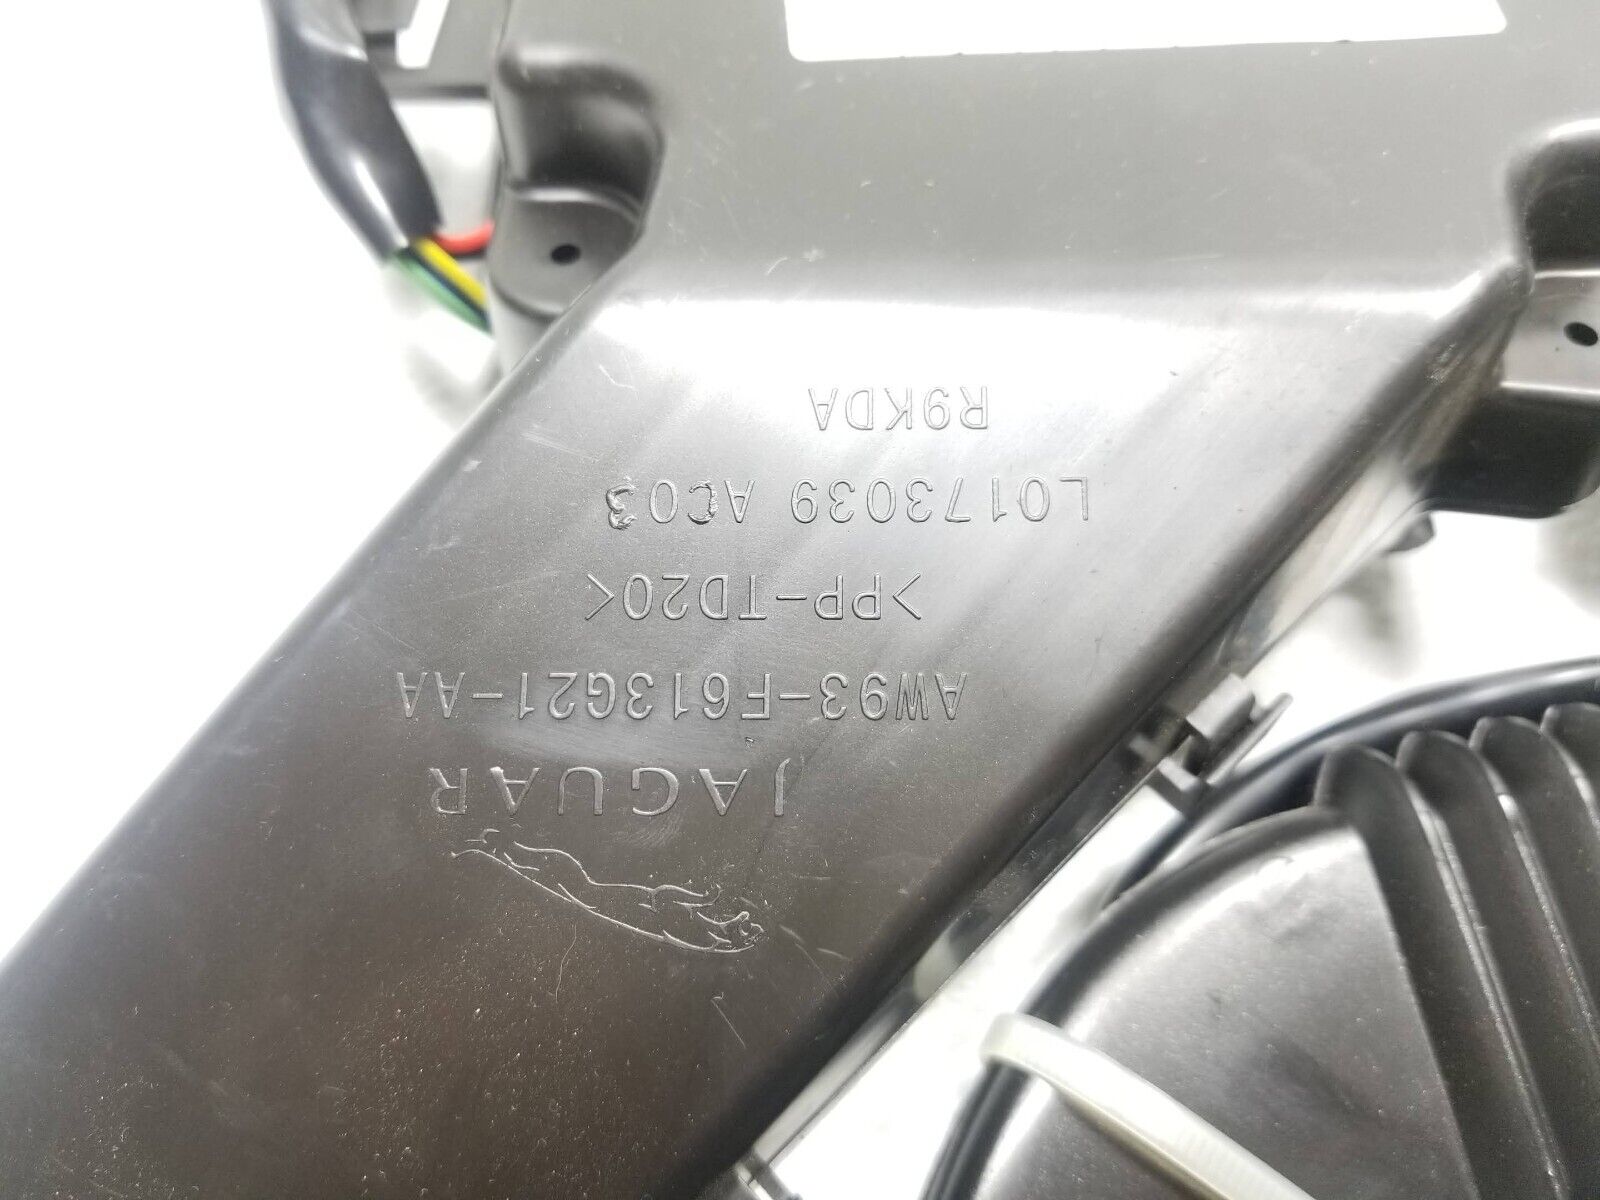 JAGUAR
AW93-F613G21-AA
>PP-TD20<
L0173039 AC03
R9KDA